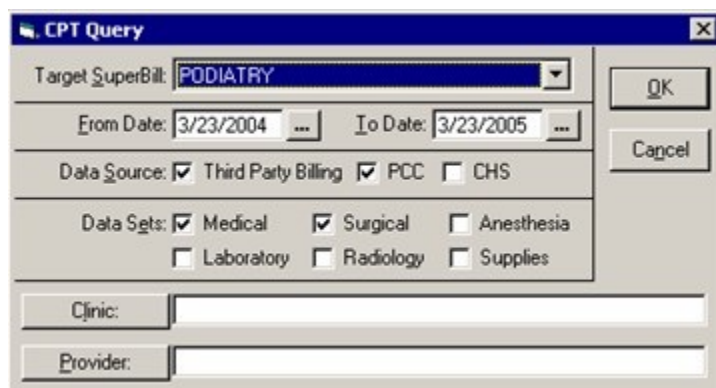 CPT Query
Target SuperBill: PODIATRY
OK
From Date: 3/23/2004 ... To Date: 3/23/2005 ...
Cancel
Data Source: Third Party Billing PCC CHS
Data Sets: Medical Surgical Anesthesia
Laboratory Radiology Supplies
Clinic:
Provider: